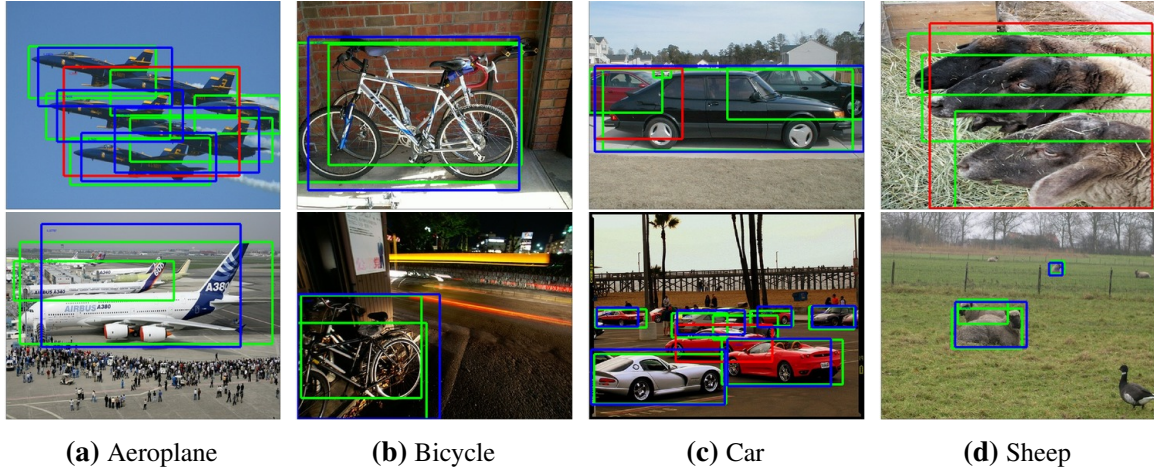 AIRBUS A380
A380
(a) Aeroplane
(b) Bicycle
(c) Car
(d) Sheep